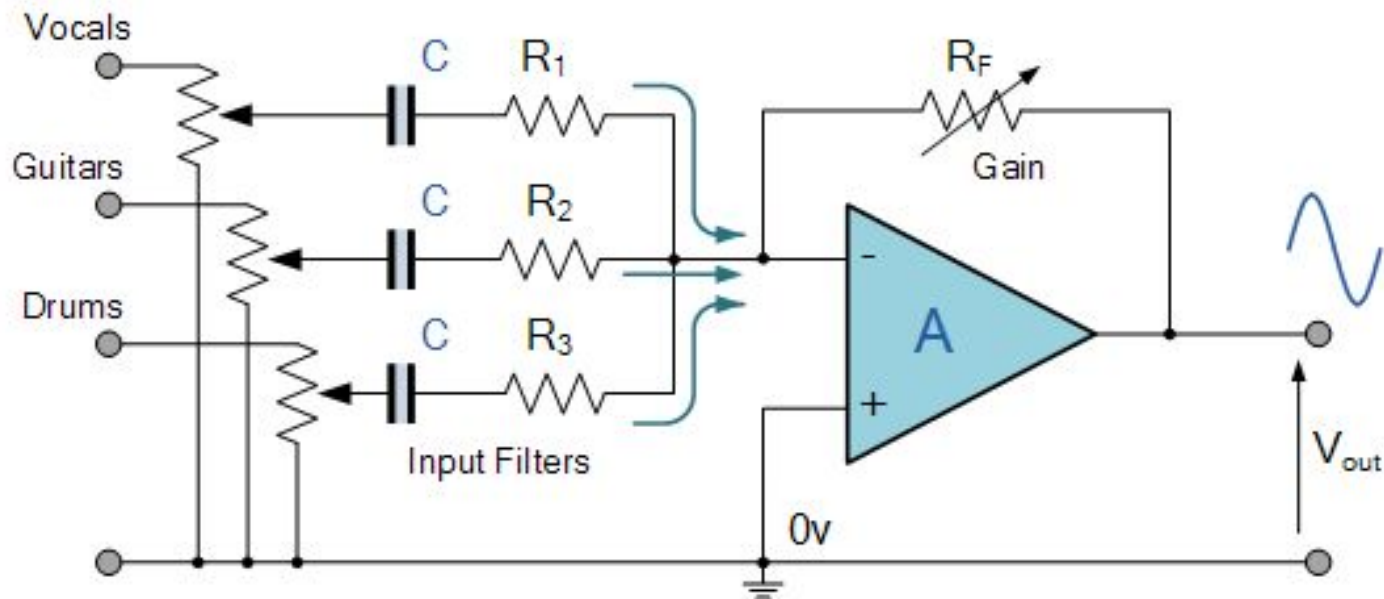 Vocals
C
R1
RF
Gain
Guitars
C
R2
-
A
Drums
C
R3
+
Input Filters
0v
Vout